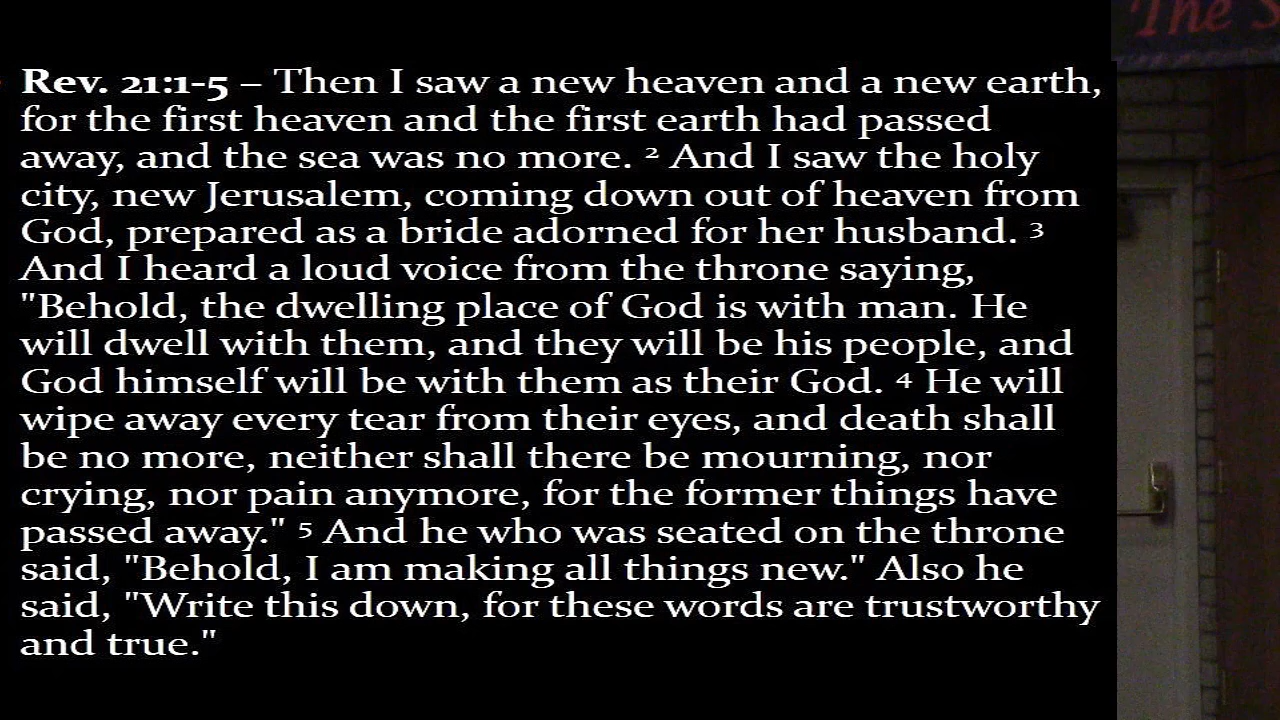 The S
Rev. 21:1-5 – Then I saw a new heaven and a new earth,
for the first heaven and the first earth had passed
away, and the sea was no more. ² And I saw the holy
city, new Jerusalem, coming down out of heaven from
God, prepared as a bride adorned for her husband. ³
And I heard a loud voice from the throne saying,
"Behold, the dwelling place of God is with man. He
will dwell with them, and they will be his people, and
God himself will be with them as their God. ⁴ He will
wipe away every tear from their eyes, and death shall
be no more, neither shall there be mourning, nor
crying, nor pain anymore, for the former things have
passed away." ⁵ And he who was seated on the throne
said, "Behold, I am making all things new." Also he
said, "Write this down, for these words are trustworthy
and true."